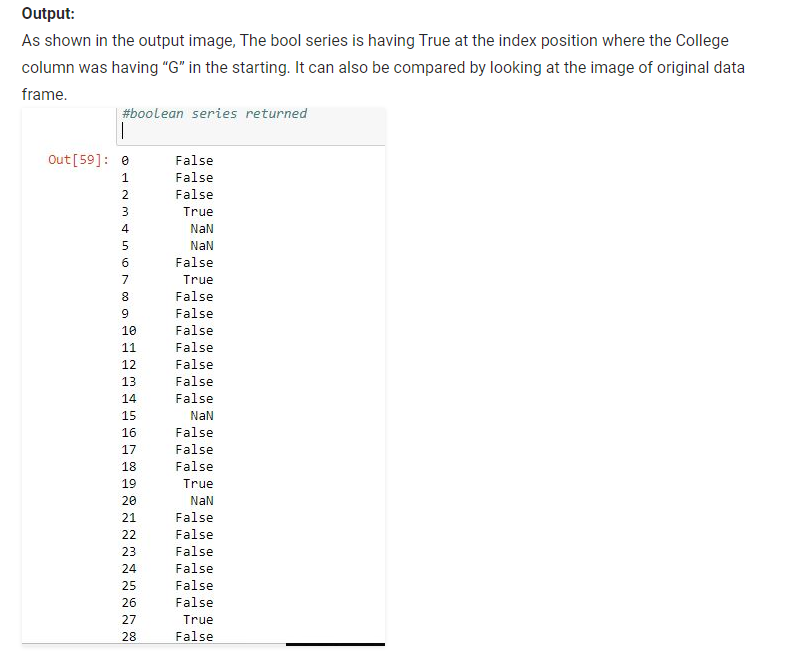 Output:
As shown in the output image, The bool series is having True at the index position where the College
column was having “G” in the starting. It can also be compared by looking at the image of original data
frame.
#boolean series returned
Out[59]: 0 False
1 False
2 False
3 True
4 NaN
5 NaN
6 False
7 True
8 False
9 False
10 False
11 False
12 False
13 False
14 False
15 NaN
16 False
17 False
18 False
19 True
20 NaN
21 False
22 False
23 False
24 False
25 False
26 False
27 True
28 False